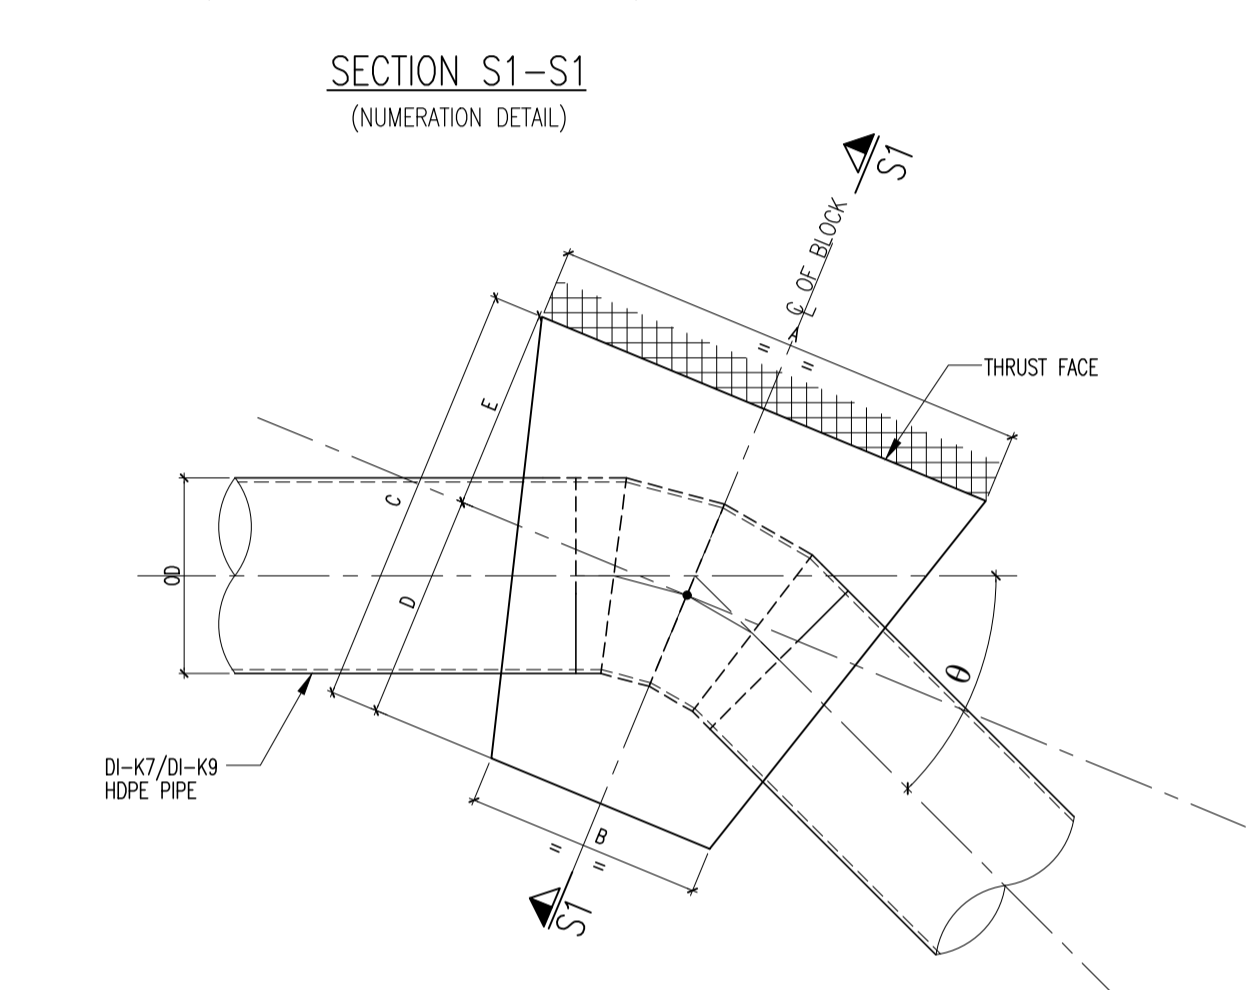 SECTION S1-S1
(NUMERATION DETAIL)
S1
℄ OF BLOCK
A
=
=
THRUST FACE
E
C
OD
D
θ
DI-K7/DI-K9
HDPE PIPE
B
=
=
S1